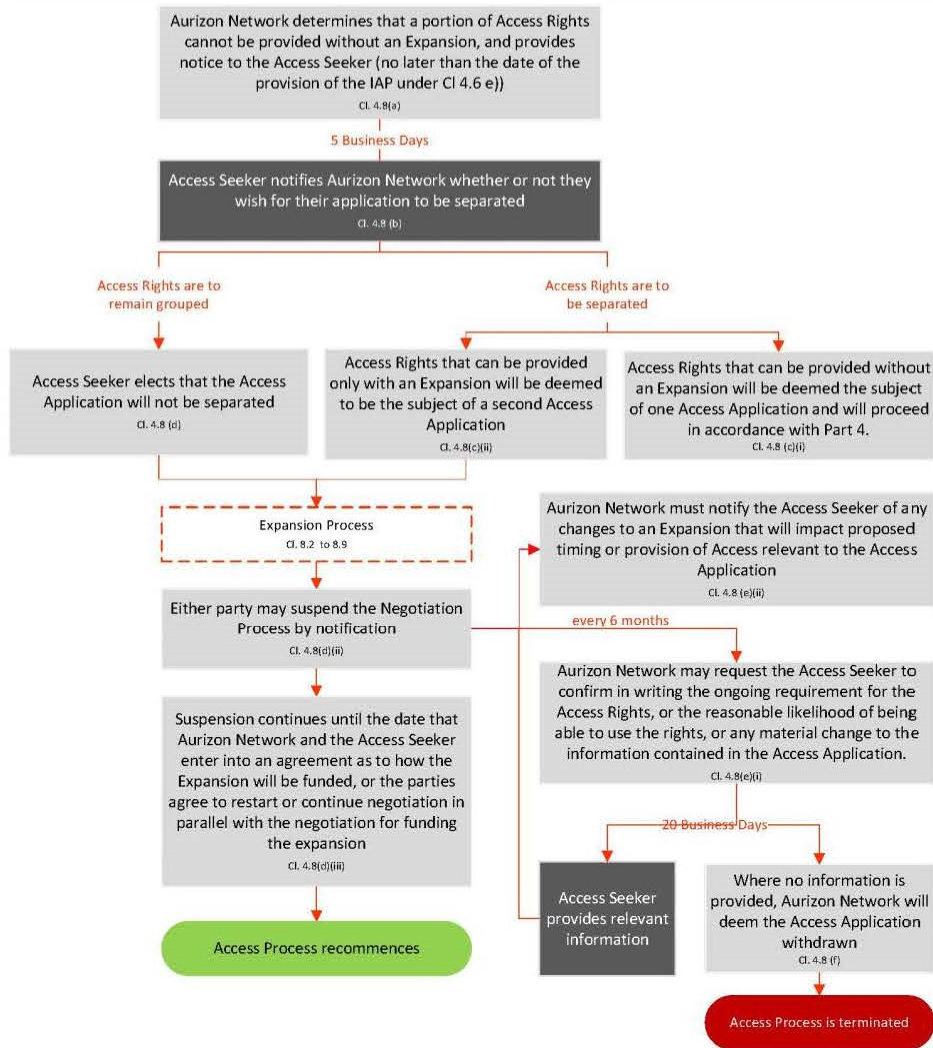 Aurizon Network determines that a portion of Access Rights
cannot be provided without an Expansion, and provides
notice to the Access Seeker (no later than the date of the
provision of the IAP under Cl 4.6 e))
Cl. 4.8(a)
5 Business Days
Access Seeker notifies Aurizon Network whether or not they
wish for their application to be separated
Cl. 4.8 (b)
Access Rights are to
remain grouped
Access Rights are to
be separated
Access Seeker elects that the Access
Application will not be separated
Cl. 4.8 (d)
Access Rights that can be provided
only with an Expansion will be deemed
to be the subject of a second Access
Application
Cl. 4.8(c)(ii)
Access Rights that can be provided without
an Expansion will be deemed the subject
of one Access Application and will proceed
in accordance with Part 4.
Cl. 4.8 (c)(i)
Expansion Process
Cl. 8.2 to 8.9
Aurizon Network must notify the Access Seeker of any
changes to an Expansion that will impact proposed
timing or provision of Access relevant to the Access
Application
Cl. 4.8 (e)(ii)
Either party may suspend the Negotiation
Process by notification
Cl. 4.8(d)(ii)
every 6 months
Aurizon Network may request the Access Seeker to
confirm in writing the ongoing requirement for the
Access Rights, or the reasonable likelihood of being
able to use the rights, or any material change to the
information contained in the Access Application.
Cl. 4.8(e)(i)
Suspension continues until the date that
Aurizon Network and the Access Seeker
enter into an agreement as to how the
Expansion will be funded, or the parties
agree to restart or continue negotiation in
parallel with the negotiation for funding
the expansion
Cl. 4.8(d)(iii)
20 Business Days
Access Seeker
provides relevant
information
Where no information is
provided, Aurizon Network will
deem the Access Application
withdrawn
Cl. 4.8 (f)
Access Process recommences
Access Process is terminated